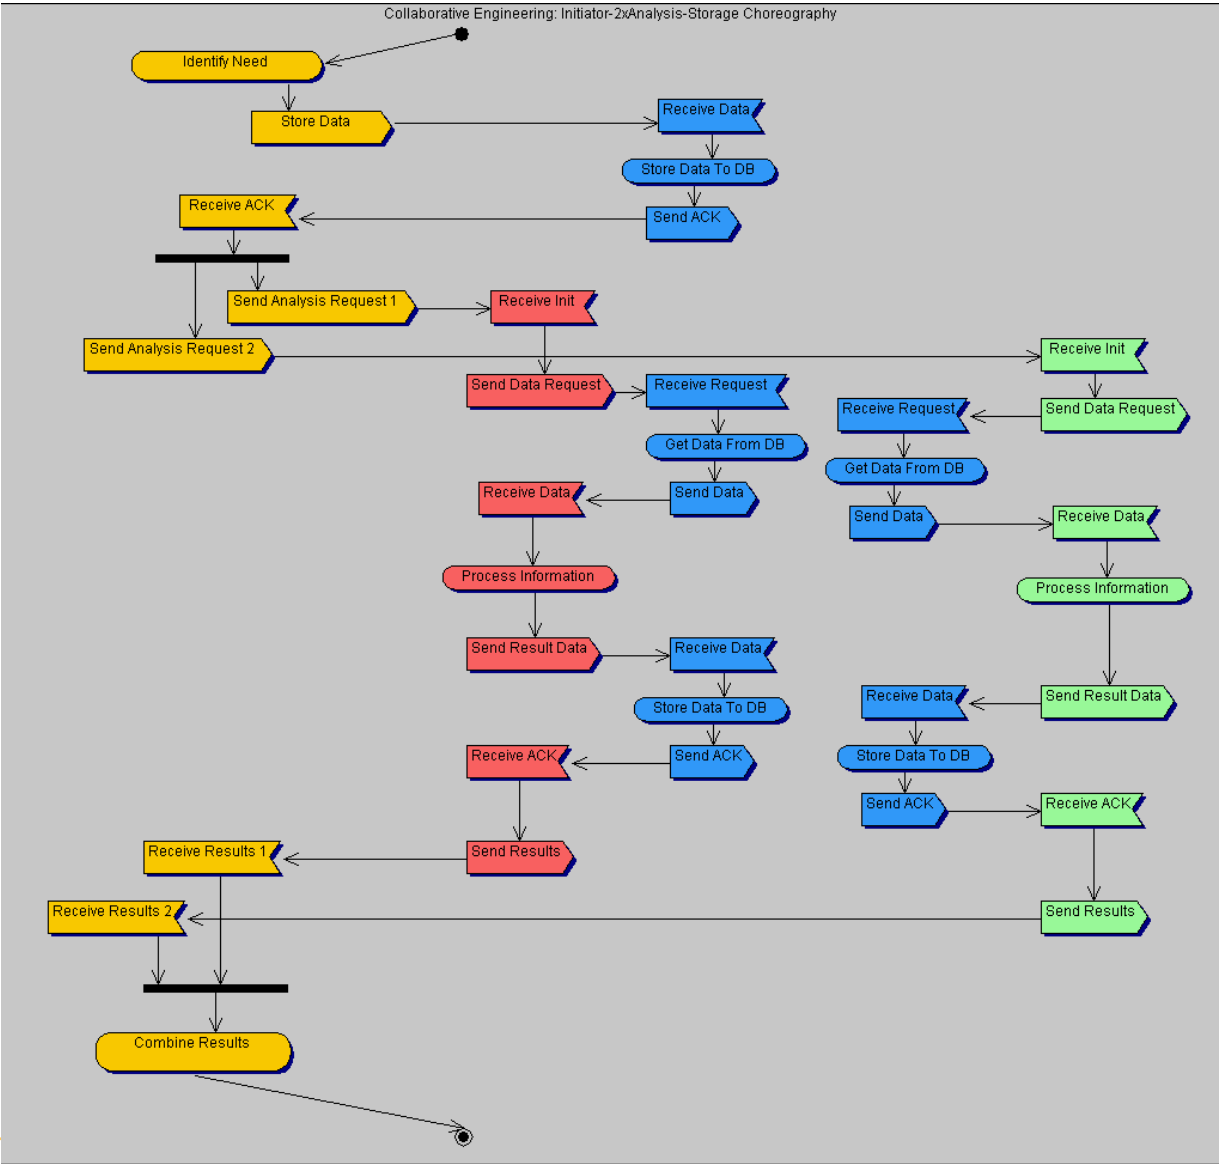 Collaborative Engineering: Initiator-2xAnalysis-Storage Choreography
Identify Need
Store Data
Receive Data
Store Data To DB
Receive ACK
Send ACK
Send Analysis Request 1
Receive Init
Send Analysis Request 2
Receive Init
Send Data Request
Receive Request
Receive Request
Send Data Request
Get Data From DB
Get Data From DB
Receive Data
Send Data
Send Data
Receive Data
Process Information
Process Information
Send Result Data
Receive Data
Receive Data
Send Result Data
Store Data To DB
Receive ACK
Send ACK
Store Data To DB
Send ACK
Receive ACK
Receive Results 1
Send Results
Receive Results 2
Send Results
Combine Results